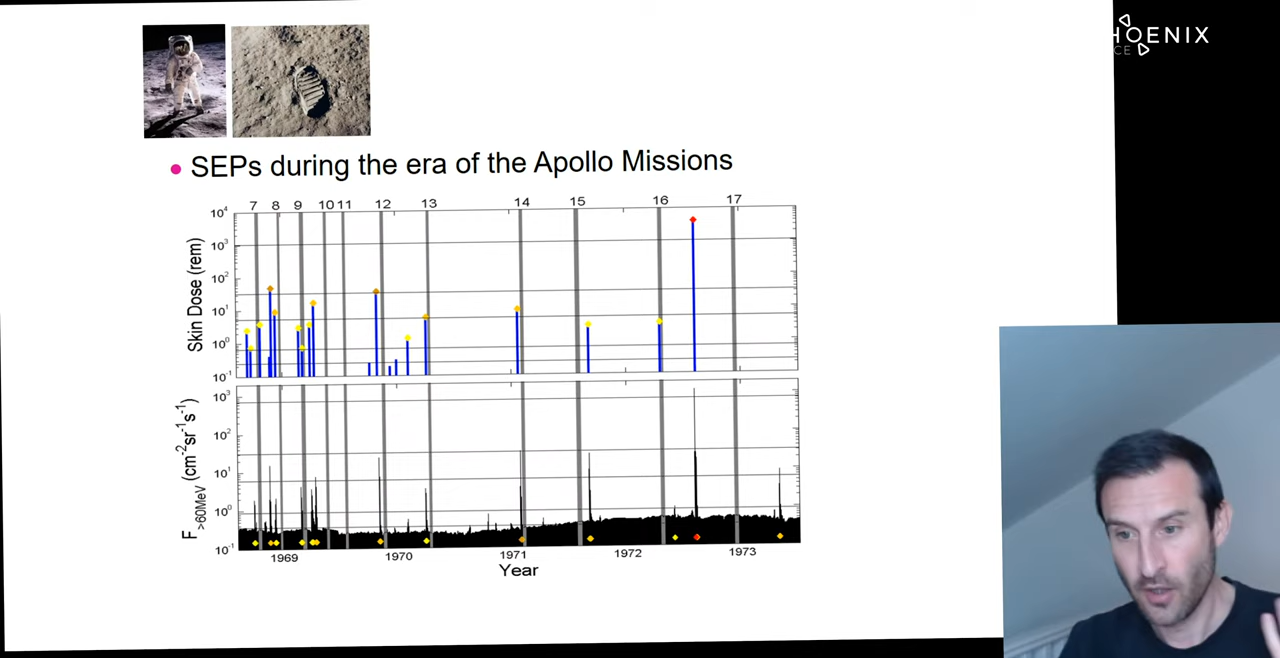 HOENIX
CE
• SEPs during the era of the Apollo Missions
7 8 9 10 11 12 13 14 15 16 17
Skin Dose (rem)
10⁴
10³
10²
10¹
10⁰
10⁻¹
F>60MeV (cm⁻²sr⁻¹s⁻¹)
10³
10²
10¹
10⁰
10⁻¹
1969 1970 1971 1972 1973
Year